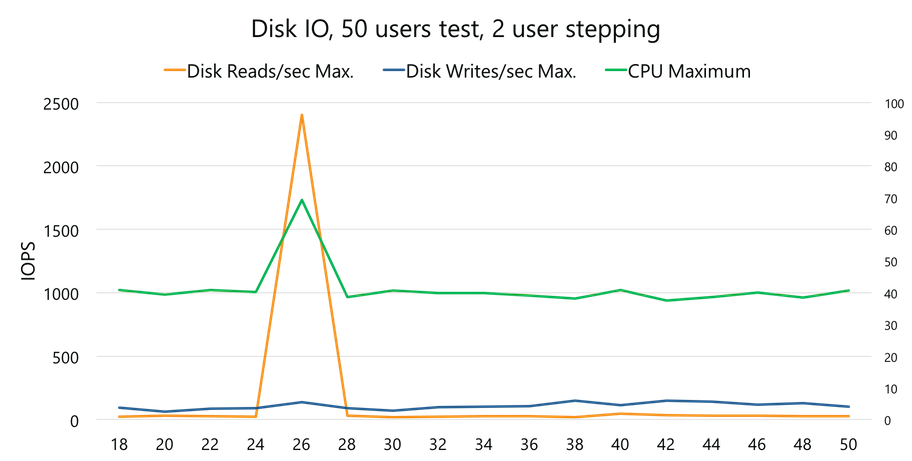 Disk IO, 50 users test, 2 user stepping
Disk Reads/sec Max. Disk Writes/sec Max. CPU Maximum
2500 100
90
2000 80
70
1500 60
IOPS
50
1000 40
30
500 20
10
0 0
18 20 22 24 26 28 30 32 34 36 38 40 42 44 46 48 50